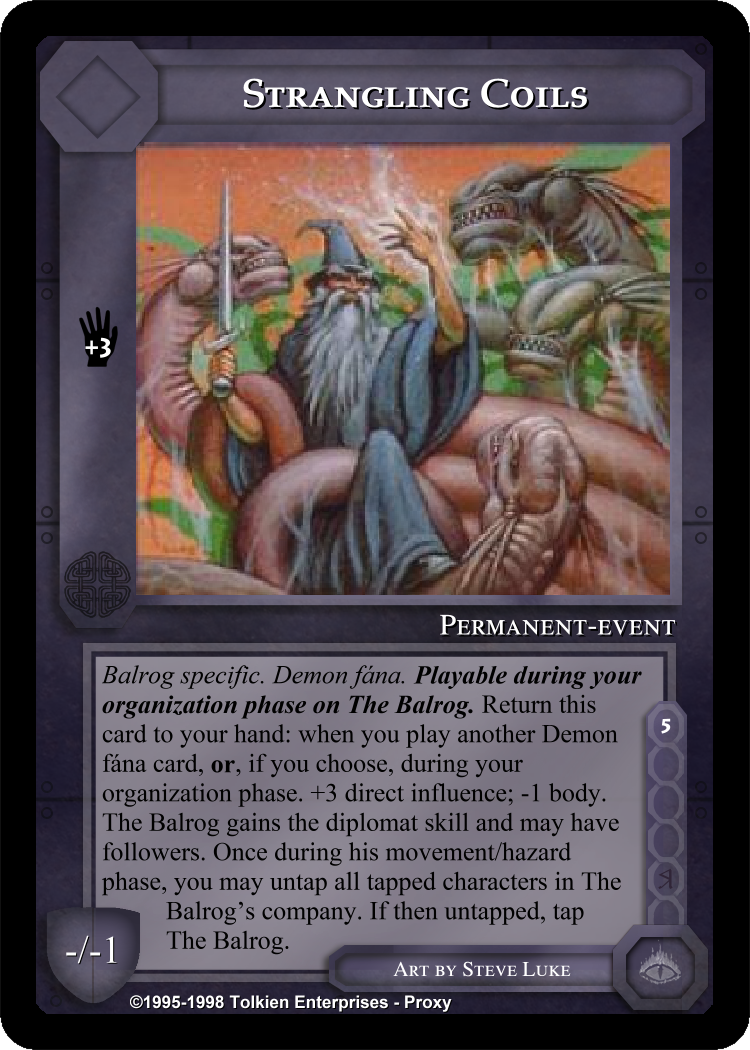 Strangling Coils
+3
Permanent-event
Balrog specific. Demon fána. Playable during your
organization phase on The Balrog. Return this
card to your hand: when you play another Demon
fána card, or, if you choose, during your
organization phase. +3 direct influence; -1 body.
The Balrog gains the diplomat skill and may have
followers. Once during his movement/hazard
phase, you may untap all tapped characters in The
Balrog's company. If then untapped, tap
The Balrog.
5
-/-1
Art by Steve Luke
©1995-1998 Tolkien Enterprises - Proxy